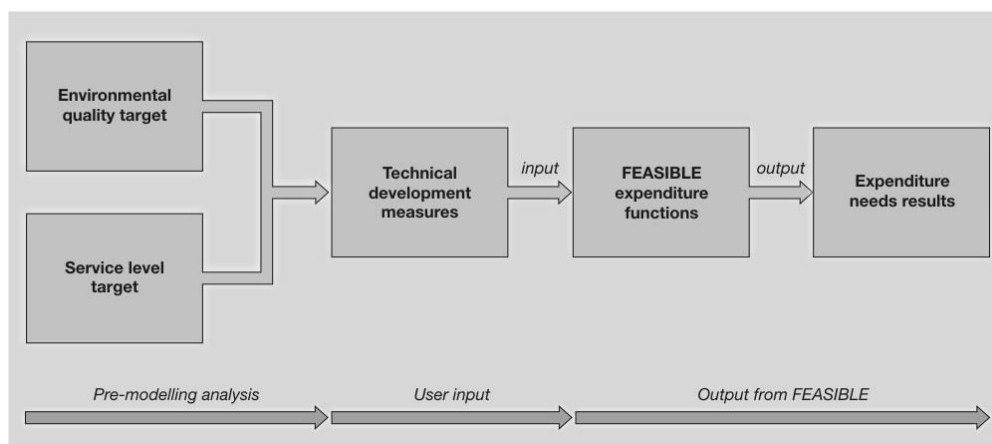 Environmental
quality target
Service level
target
Technical
development
measures
input
FEASIBLE
expenditure
functions
output
Expenditure
needs results
Pre-modelling analysis
User input
Output from FEASIBLE